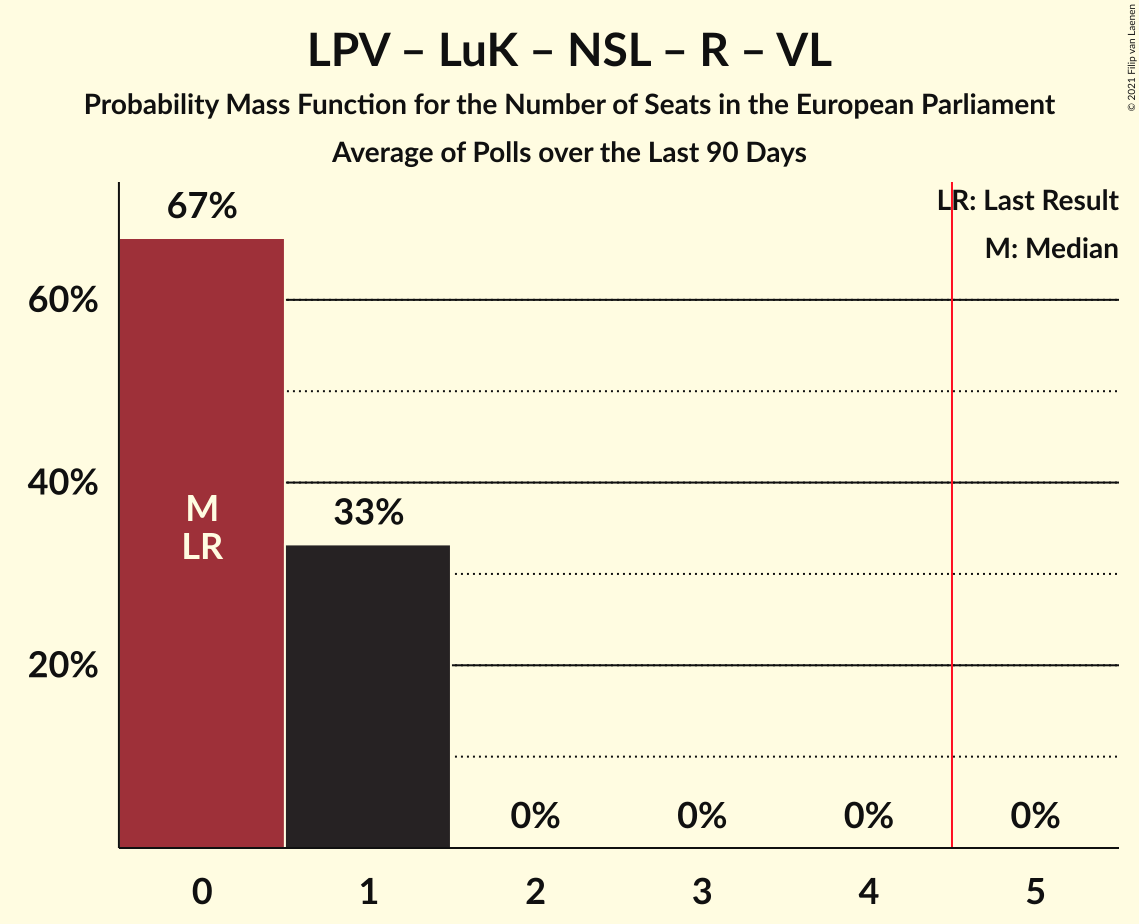 LPV – LuK – NSL – R – VL
Probability Mass Function for the Number of Seats in the European Parliament
Average of Polls over the Last 90 Days
© 2021 Filip van Laenen
LR: Last Result
M: Median
67%
60%
40%
20%
M
LR
33%
0%
0%
0%
0%
0
1
2
3
4
5